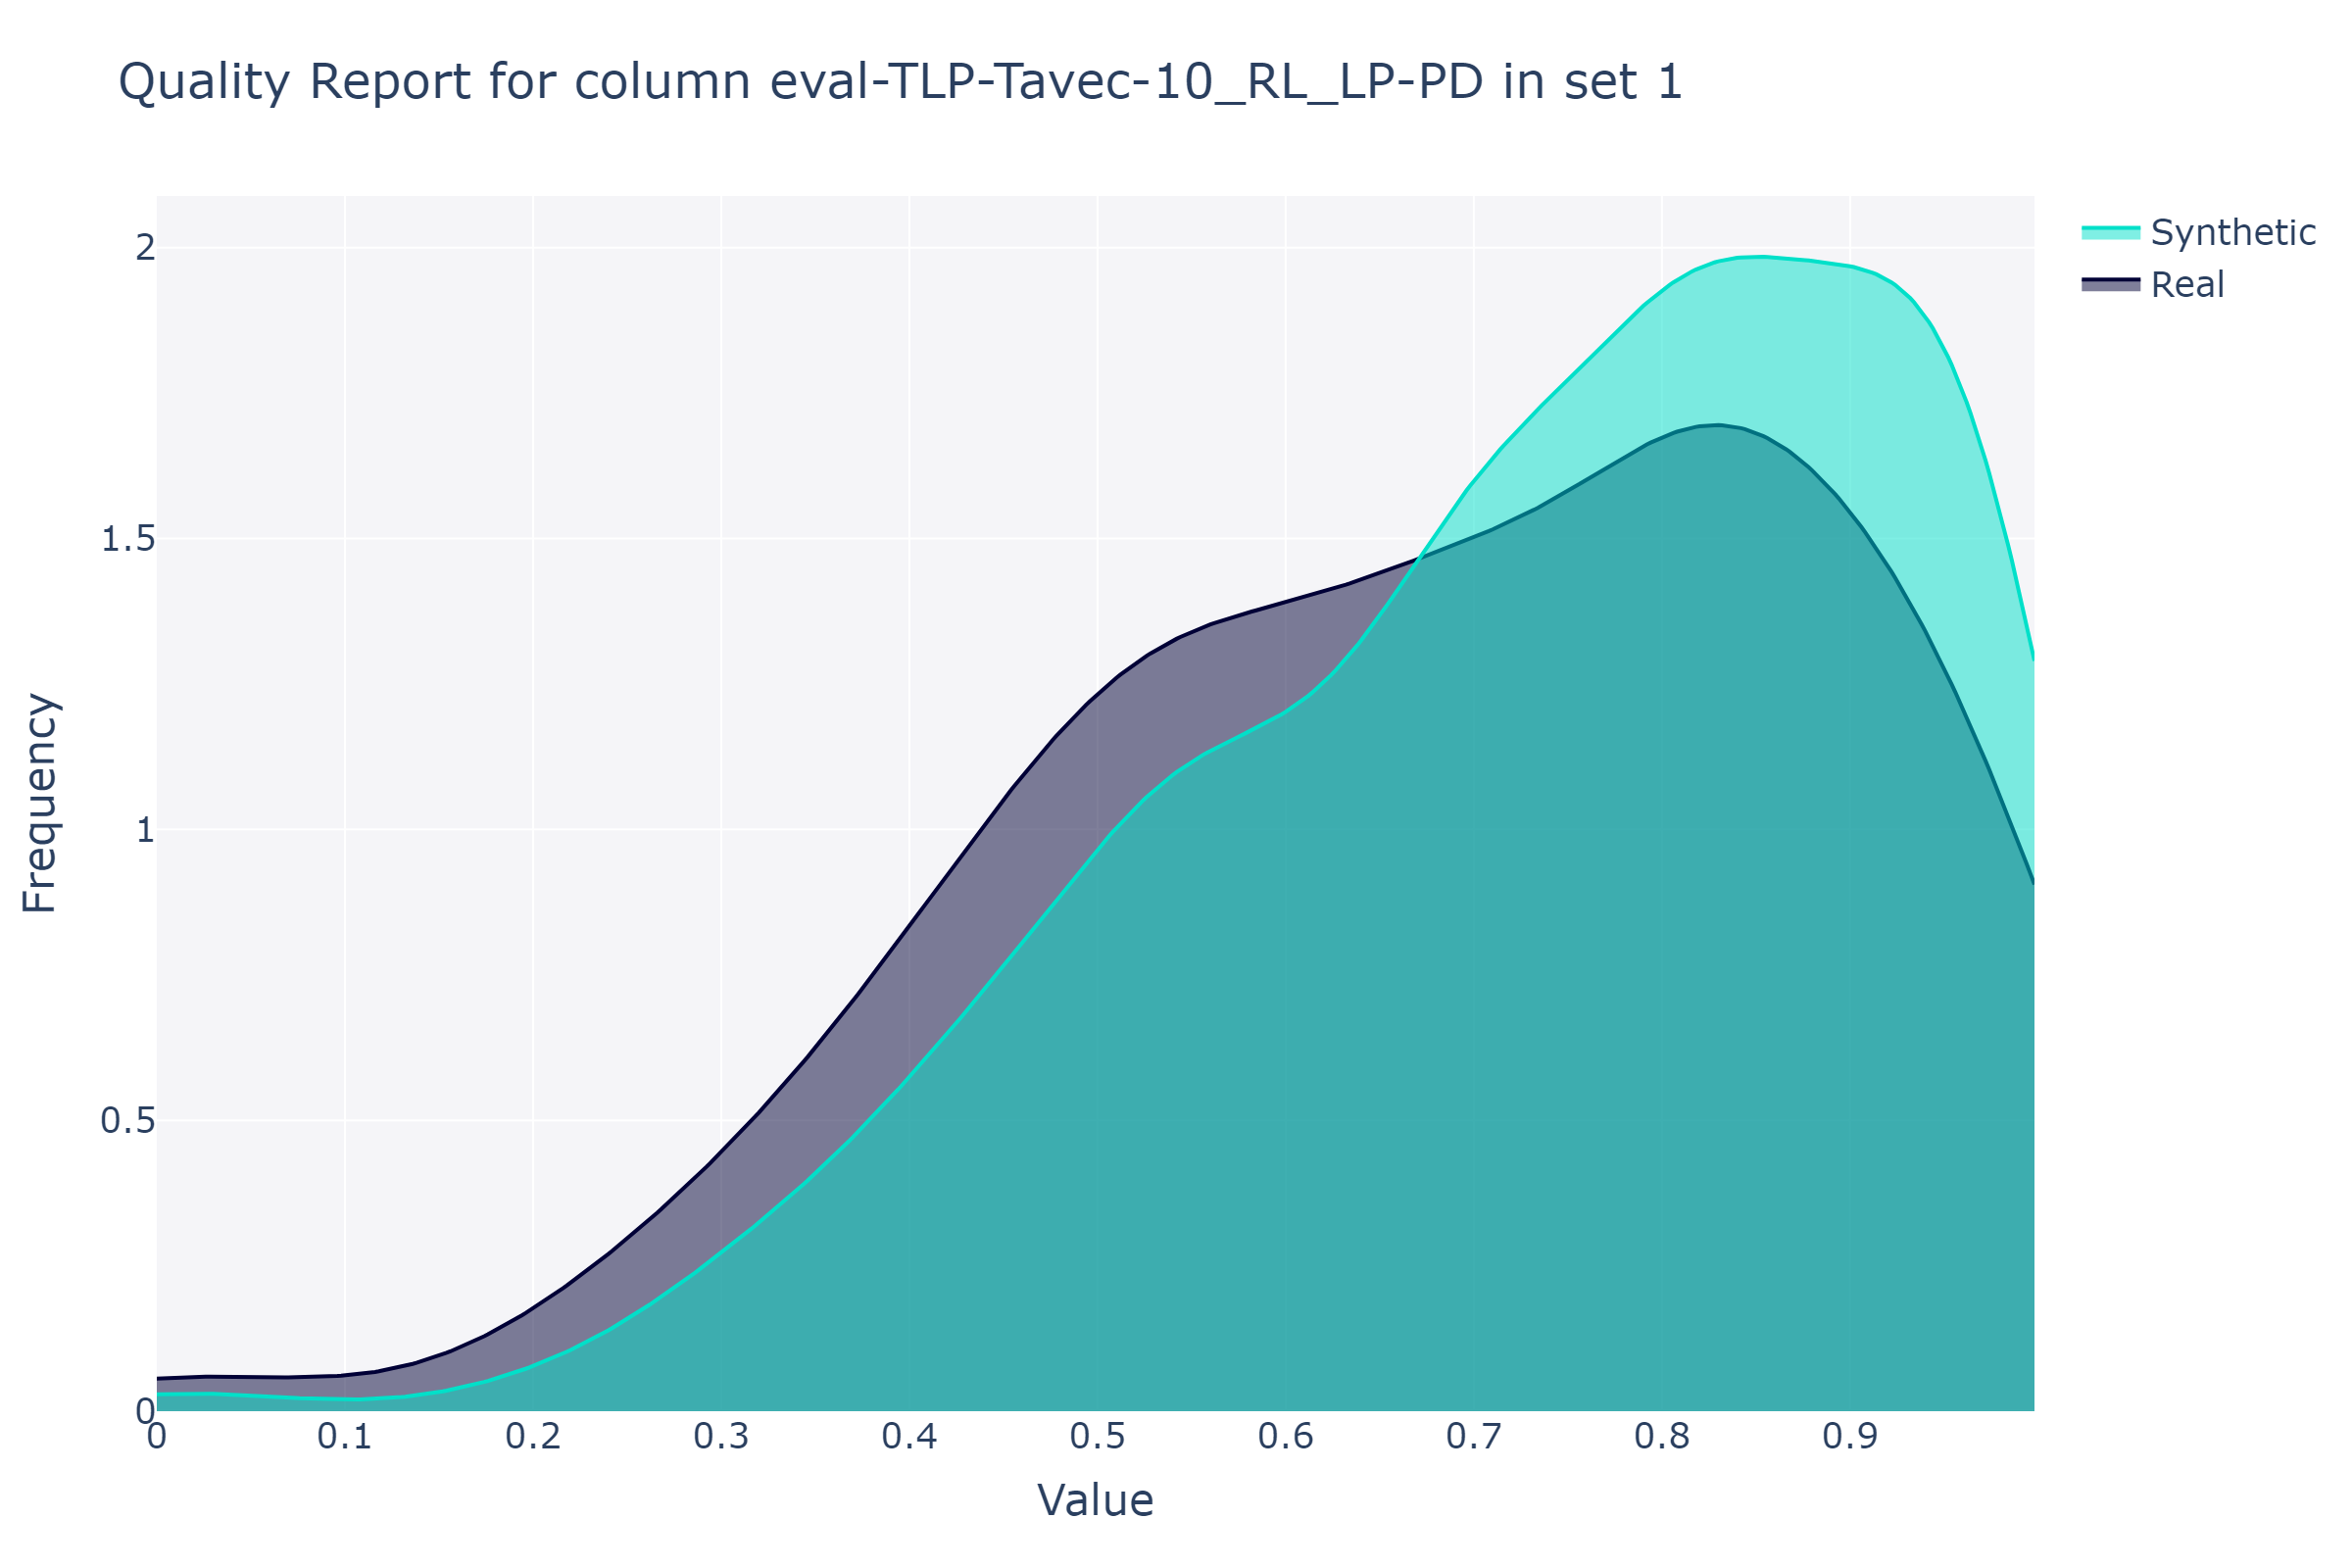 Quality Report for column eval-TLP-Tavec-10_RL_LP-PD in set 1
Synthetic
Real
2
1.5
1
0.5
0
Frequency
0 0.1 0.2 0.3 0.4 0.5 0.6 0.7 0.8 0.9
Value